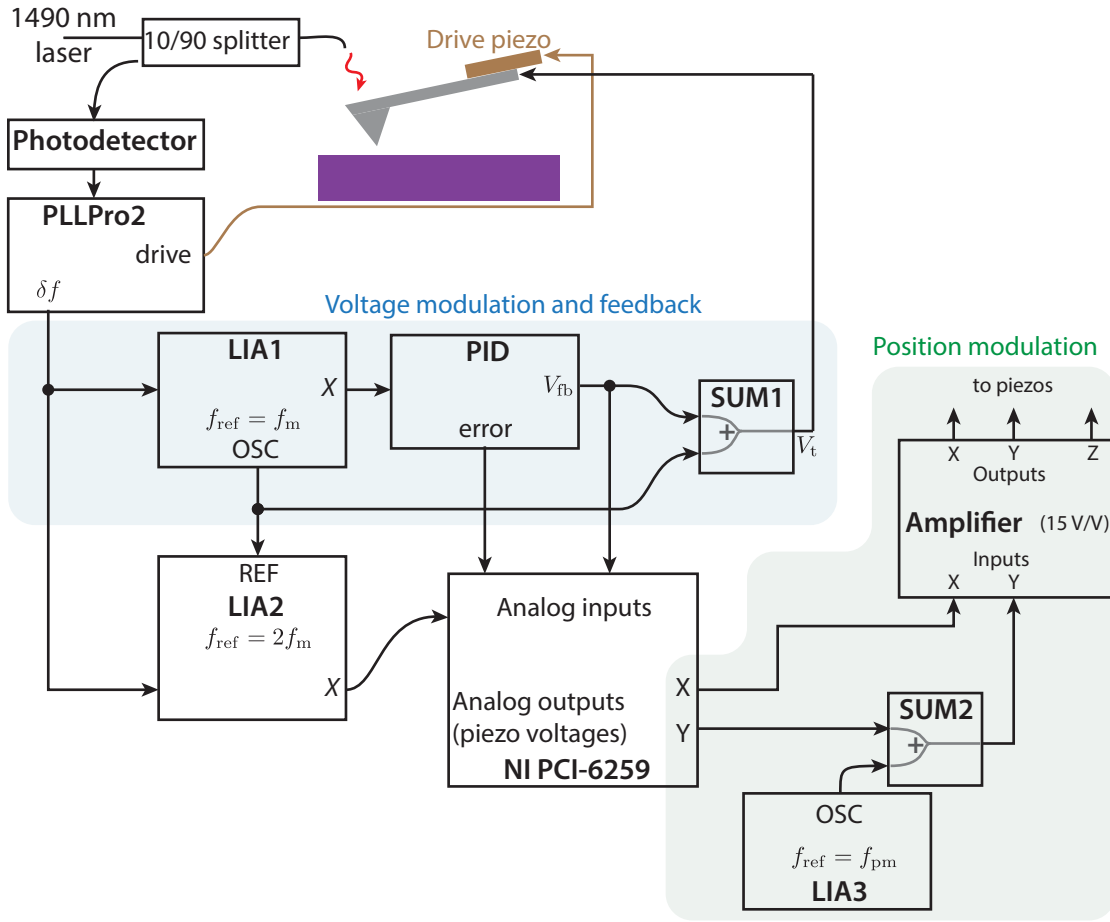 1490 nm
laser
10/90 splitter
Drive piezo
Photodetector
PLLPro2
drive
δf
Voltage modulation and feedback
LIA1
X
f_ref = f_m
OSC
PID
V_fb
error
SUM1
+
V_t
Position modulation
to piezos
X Y Z
Outputs
Amplifier (15 V/V)
Inputs
X Y
REF
LIA2
f_ref = 2f_m
X
Analog inputs
Analog outputs
(piezo voltages)
X
Y
NI PCI-6259
SUM2
+
OSC
f_ref = f_pm
LIA3